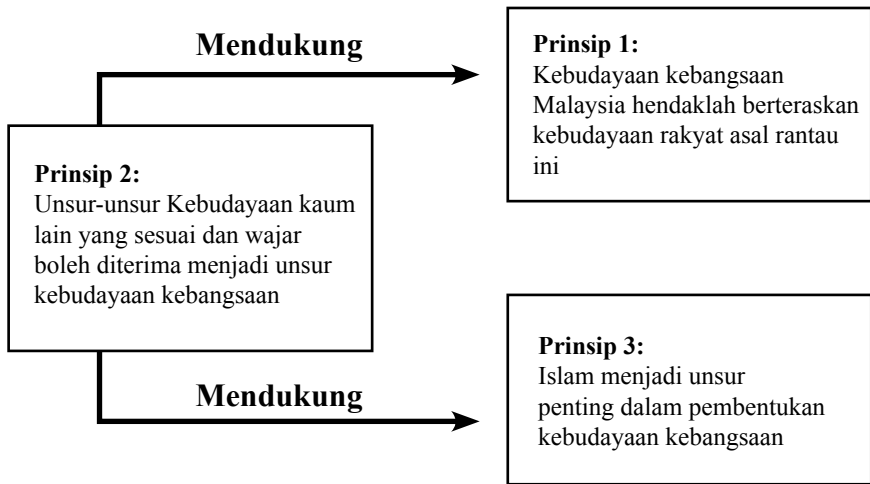 Mendukung
Prinsip 1:
Kebudayaan kebangsaan
Malaysia hendaklah berteraskan
kebudayaan rakyat asal rantau
ini
Prinsip 2:
Unsur-unsur Kebudayaan kaum
lain yang sesuai dan wajar
boleh diterima menjadi unsur
kebudayaan kebangsaan
Mendukung
Prinsip 3:
Islam menjadi unsur
penting dalam pembentukan
kebudayaan kebangsaan